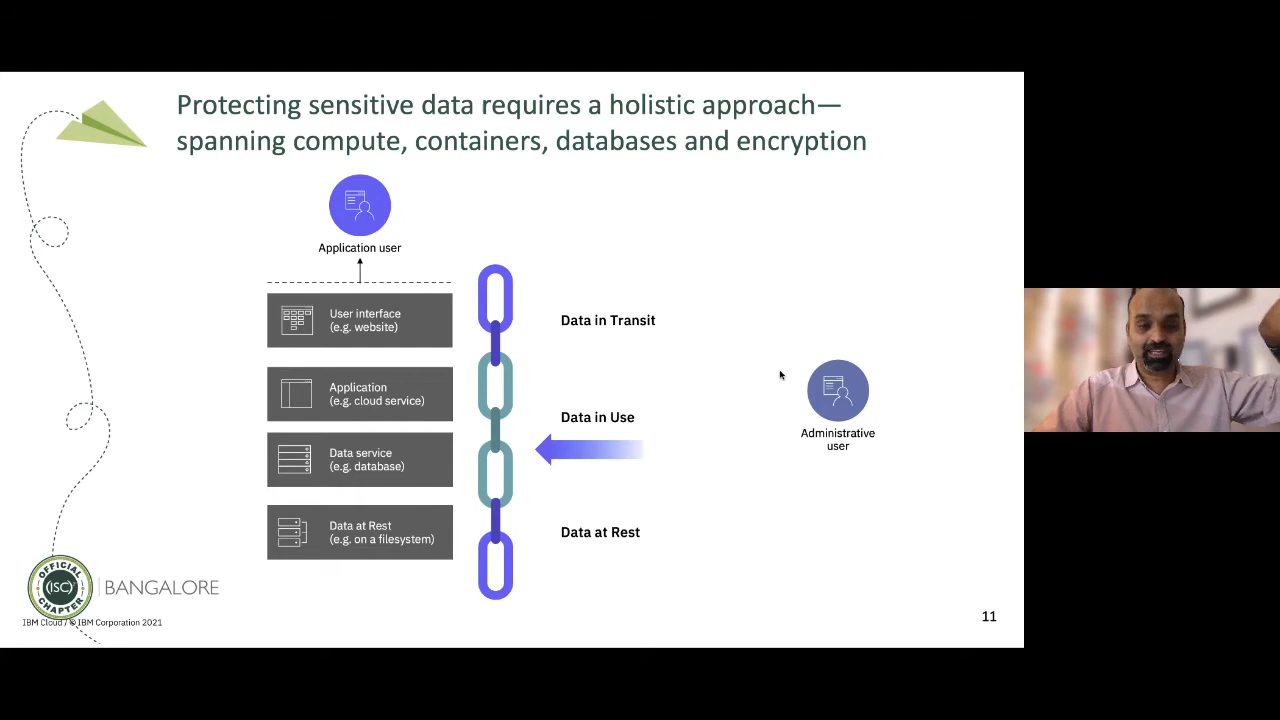 Protecting sensitive data requires a holistic approach—
spanning compute, containers, databases and encryption
Application user
User interface
(e.g. website)
Data in Transit
Application
(e.g. cloud service)
Data in Use
Administrative
user
Data service
(e.g. database)
Data at Rest
(e.g. on a filesystem)
Data at Rest
OFFICIAL
(ISC)²
CHAPTER
BANGALORE
IBM Cloud / © IBM Corporation 2021
11